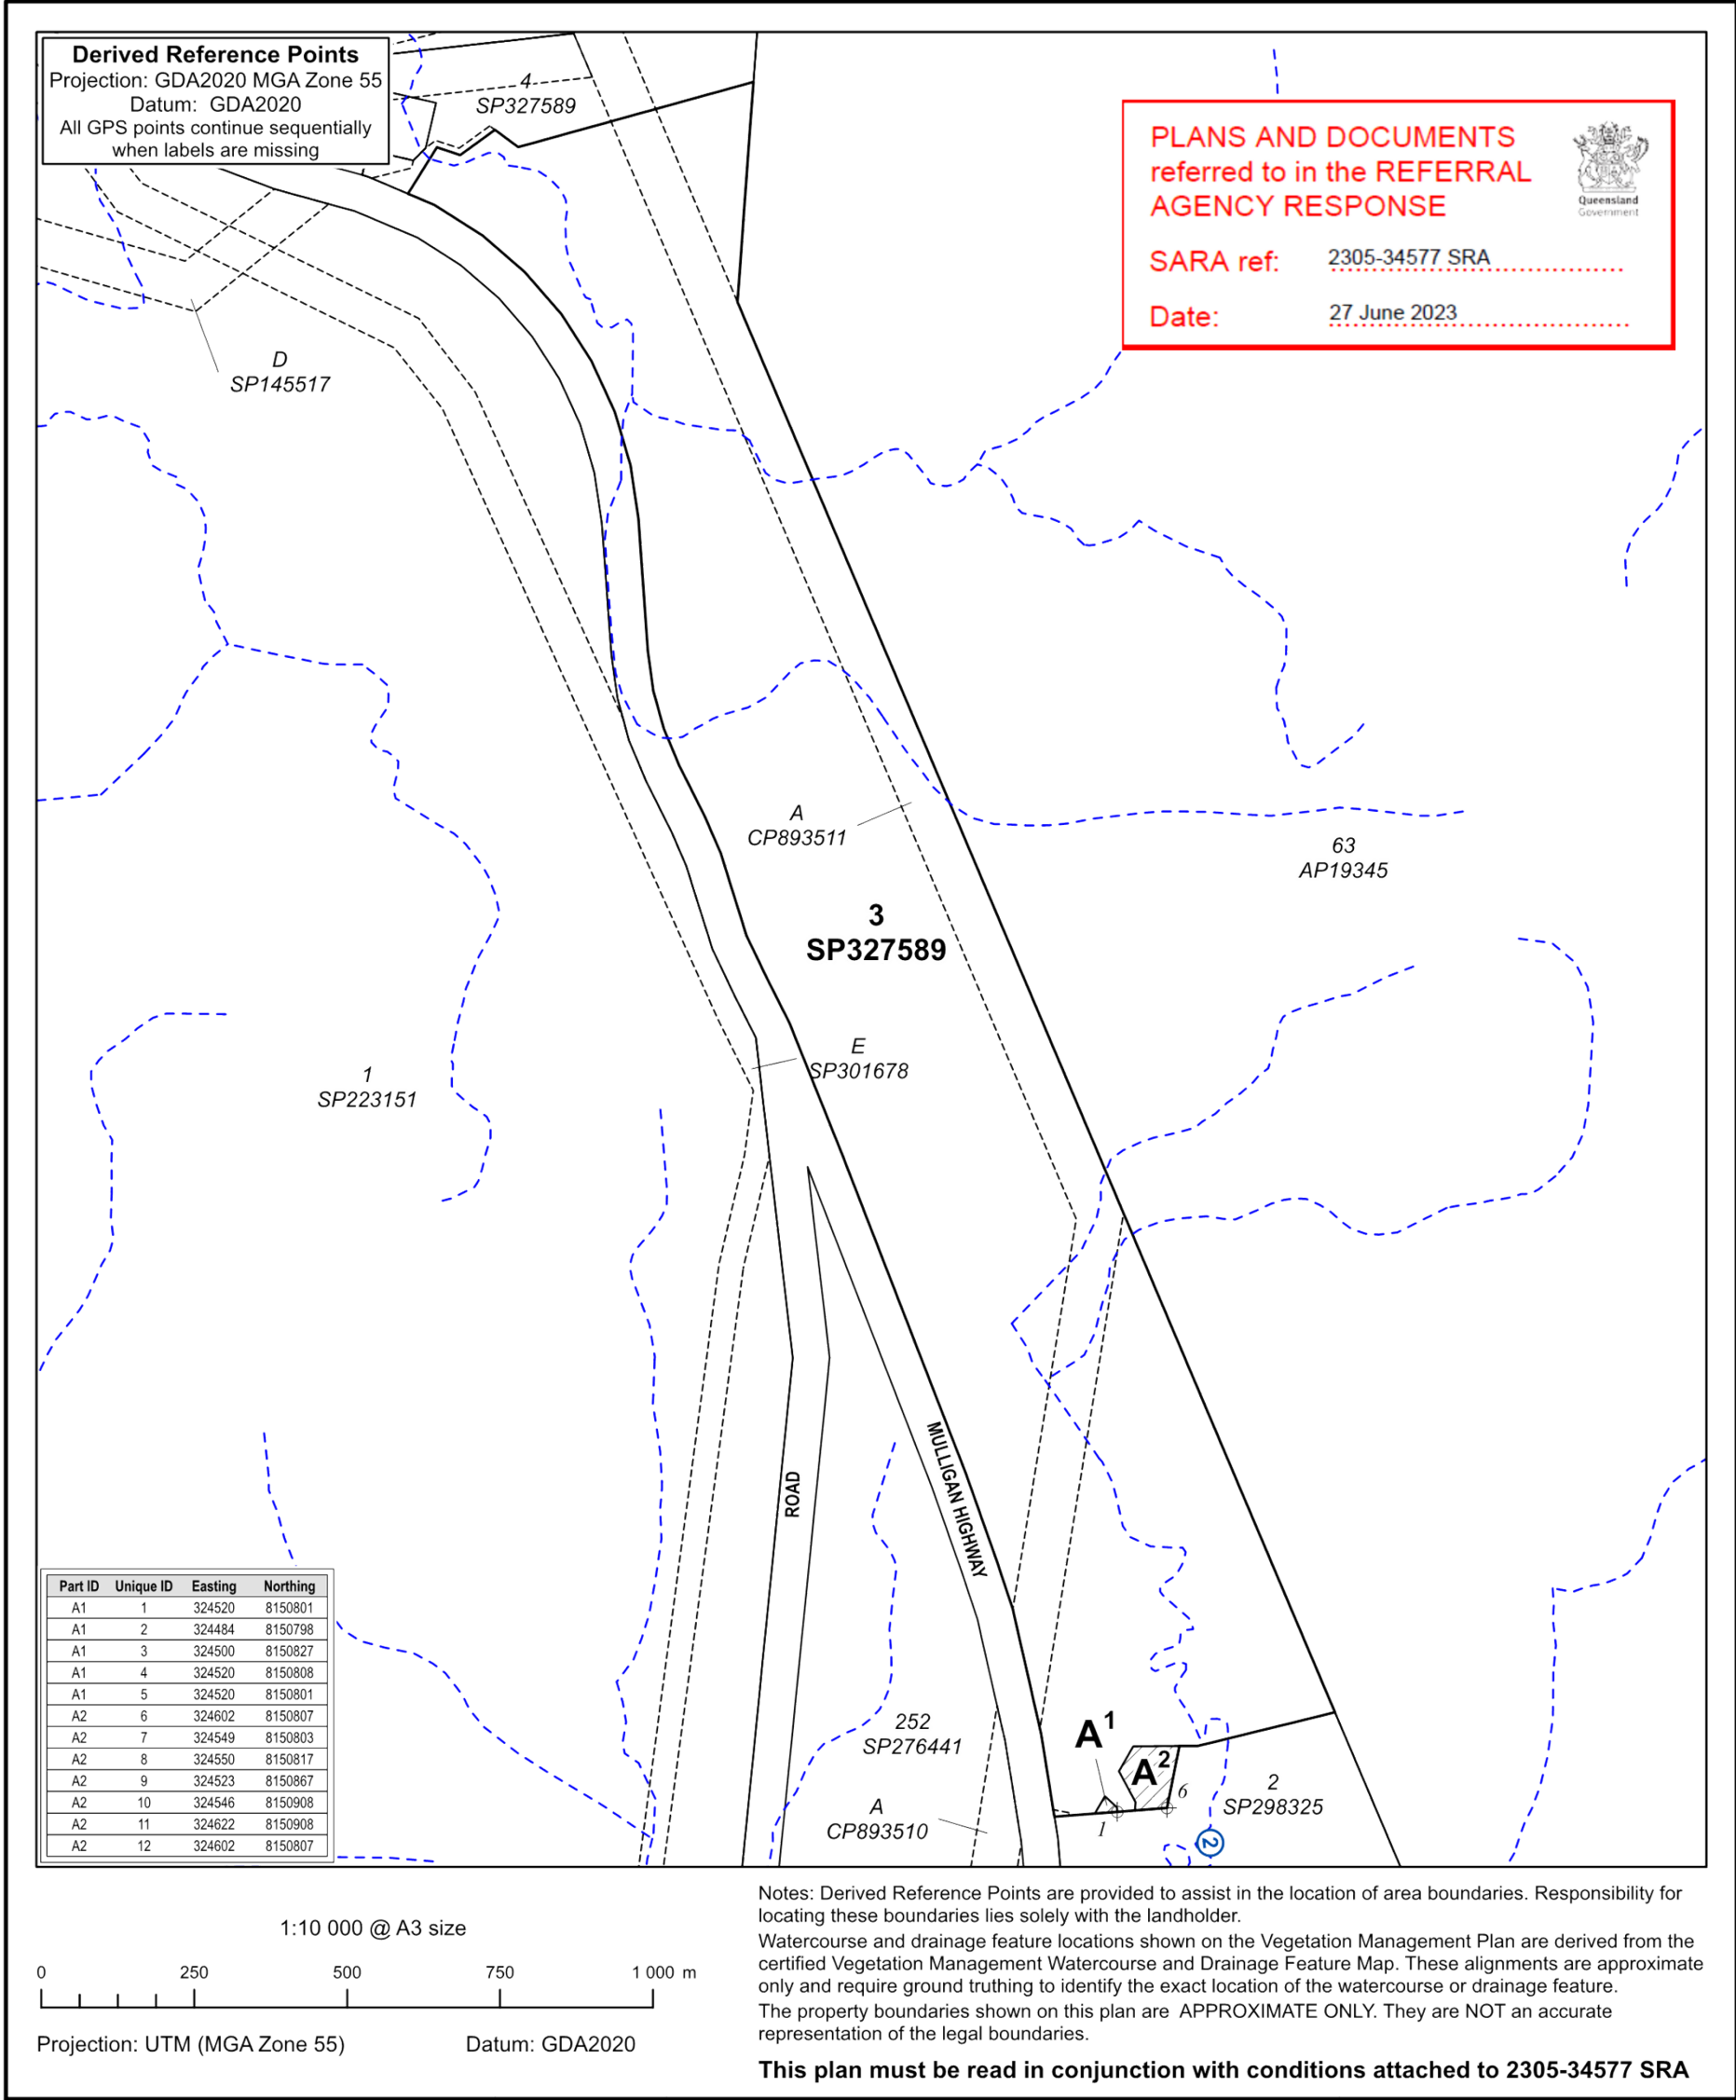 Derived Reference Points
Projection: GDA2020 MGA Zone 55
Datum: GDA2020
All GPS points continue sequentially
when labels are missing
4
SP327589
PLANS AND DOCUMENTS
referred to in the REFERRAL
AGENCY RESPONSE
Queensland
Government
SARA ref: 2305-34577 SRA
Date: 27 June 2023
D
SP145517
A
CP893511
63
AP19345
3
SP327589
E
SP301678
1
SP223151
ROAD
MULLIGAN HIGHWAY
252
SP276441
A
CP893510
A1
A2
6
1
2
SP298325
2
Part ID Unique ID Easting Northing
A1 1 324520 8150801
A1 2 324484 8150798
A1 3 324500 8150827
A1 4 324520 8150808
A1 5 324520 8150801
A2 6 324602 8150807
A2 7 324549 8150803
A2 8 324550 8150817
A2 9 324523 8150867
A2 10 324546 8150908
A2 11 324622 8150908
A2 12 324602 8150807
1:10 000 @ A3 size
0 250 500 750 1 000 m
Projection: UTM (MGA Zone 55) Datum: GDA2020
Notes: Derived Reference Points are provided to assist in the location of area boundaries. Responsibility for
locating these boundaries lies solely with the landholder.
Watercourse and drainage feature locations shown on the Vegetation Management Plan are derived from the
certified Vegetation Management Watercourse and Drainage Feature Map. These alignments are approximate
only and require ground truthing to identify the exact location of the watercourse or drainage feature.
The property boundaries shown on this plan are APPROXIMATE ONLY. They are NOT an accurate
representation of the legal boundaries.
This plan must be read in conjunction with conditions attached to 2305-34577 SRA